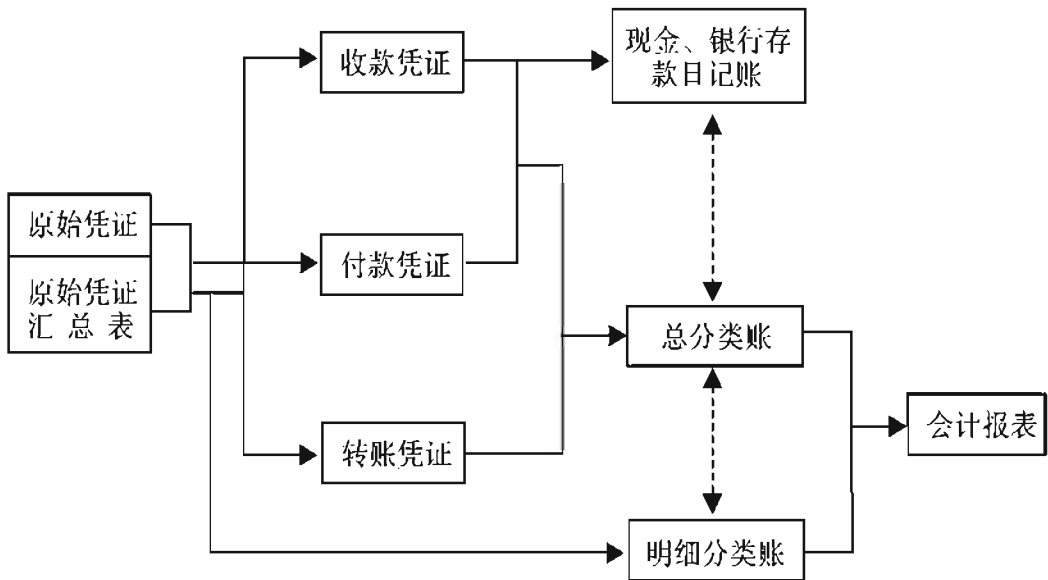 收款凭证
现金、银行存
款日记账
原始凭证
原始凭证
汇总表
付款凭证
总分类账
会计报表
转账凭证
明细分类账